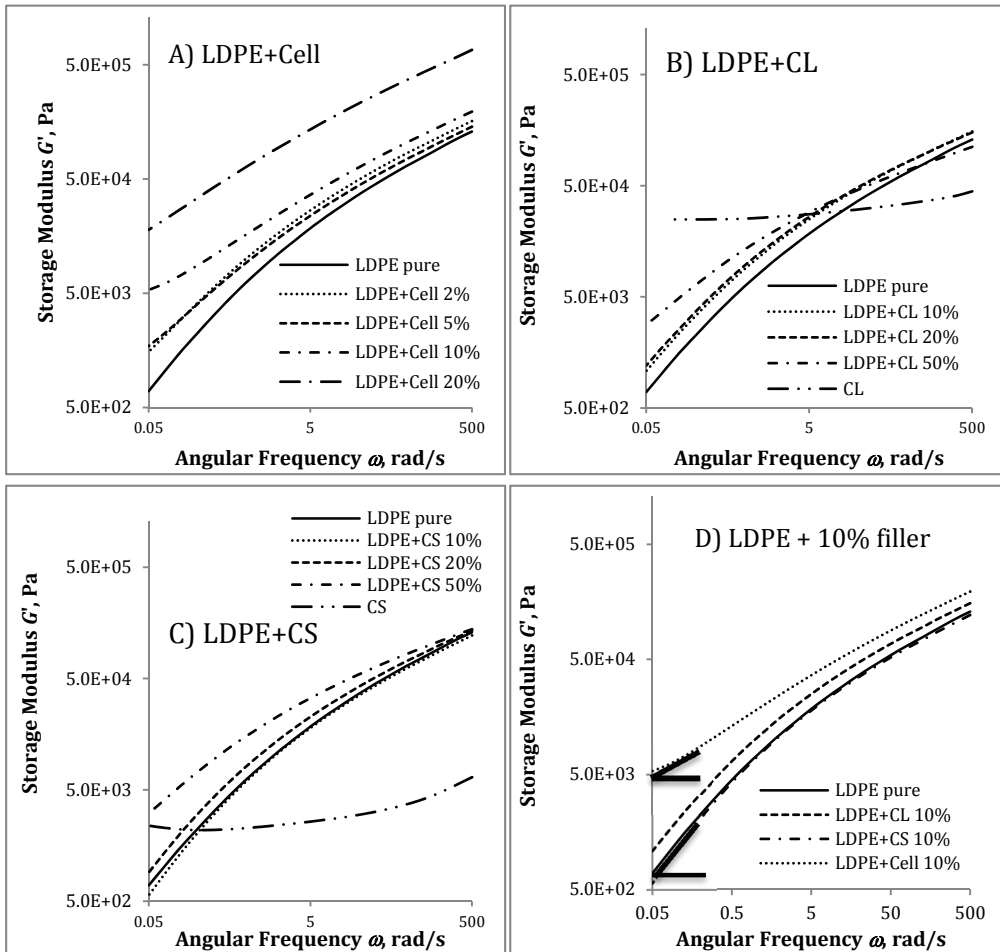 A) LDPE+Cell
Storage Modulus G', Pa
5.0E+05
5.0E+04
5.0E+03
5.0E+02
LDPE pure
LDPE+Cell 2%
LDPE+Cell 5%
LDPE+Cell 10%
LDPE+Cell 20%
0.05 5 500
Angular Frequency ω, rad/s
B) LDPE+CL
Storage Modulus G', Pa
5.0E+05
5.0E+04
5.0E+03
5.0E+02
LDPE pure
LDPE+CL 10%
LDPE+CL 20%
LDPE+CL 50%
CL
0.05 5 500
Angular Frequency ω, rad/s
LDPE pure
LDPE+CS 10%
LDPE+CS 20%
LDPE+CS 50%
CS
C) LDPE+CS
Storage Modulus G', Pa
5.0E+05
5.0E+04
5.0E+03
5.0E+02
0.05 5 500
Angular Frequency ω, rad/s
D) LDPE + 10% filler
Storage Modulus G', Pa
5.0E+05
5.0E+04
5.0E+03
5.0E+02
LDPE pure
LDPE+CL 10%
LDPE+CS 10%
LDPE+Cell 10%
0.05 0.5 5 50 500
Angular Frequency ω, rad/s